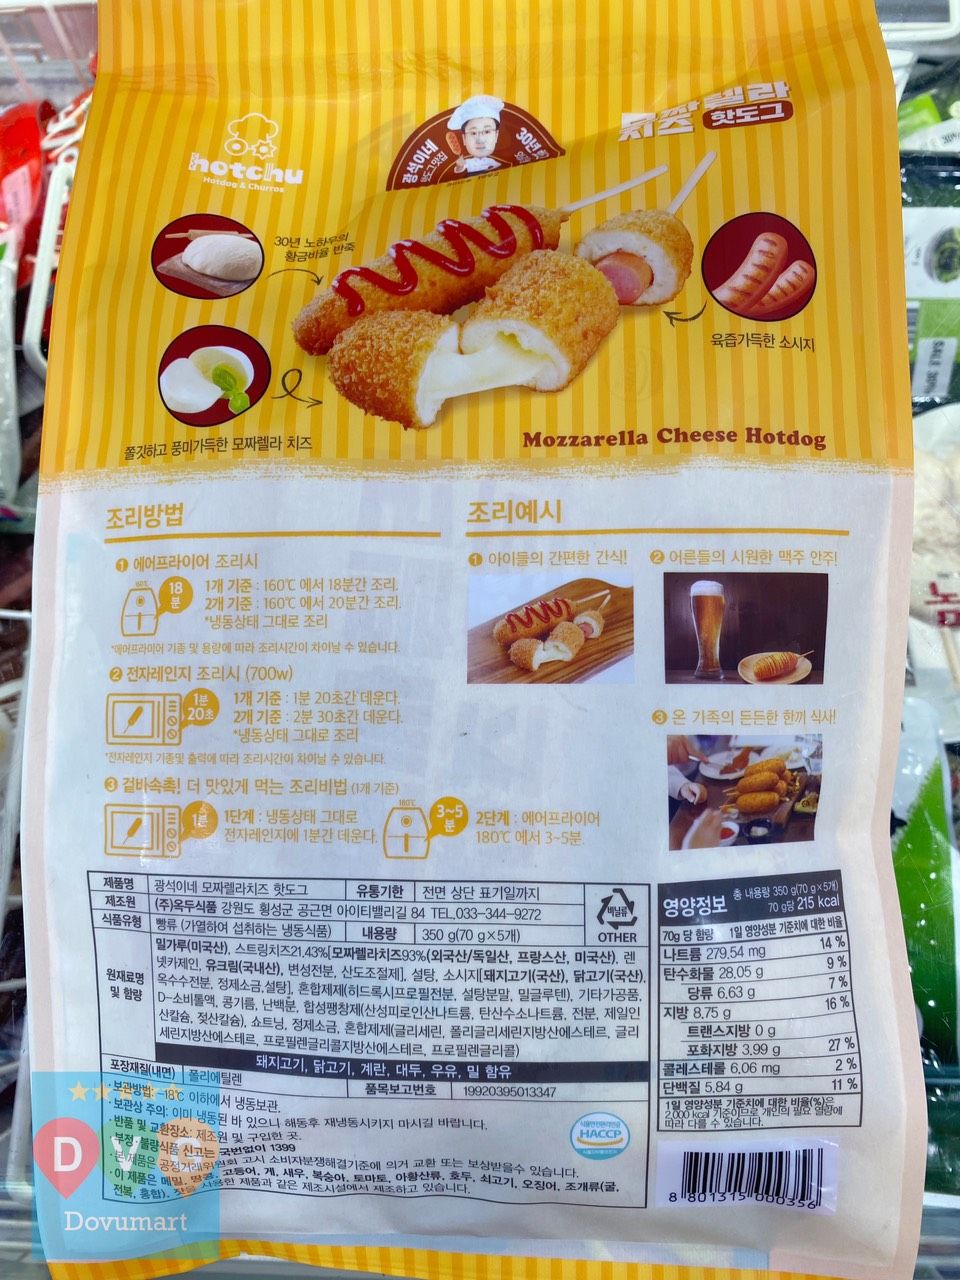 hotchu
Hotdog & Churros
광석이네
30년
since 1992
모짜렐라
치즈 핫도그
30년 노하우의
황금비율 반죽
육즙가득한 소시지
쫄깃하고 풍미가득한 모짜렐라 치즈
Mozzarella Cheese Hotdog
조리방법
1 에어프라이어 조리시
160℃
18분
1개 기준 : 160℃ 에서 18분간 조리.
2개 기준 : 160℃ 에서 20분간 조리.
*냉동상태 그대로 조리
*에어프라이어 기종 및 용량에 따라 조리시간이 차이날 수 있습니다.
2 전자레인지 조리시 (700w)
1분 20초
1개 기준 : 1분 20초간 데운다.
2개 기준 : 2분 30초간 데운다.
*냉동상태 그대로 조리
*전자레인지 기종및 출력에 따라 조리시간이 차이날 수 있습니다.
3 겉바속촉! 더 맛있게 먹는 조리비법 (1개 기준)
1분
1단계 : 냉동상태 그대로
전자레인지에 1분간 데운다.
180℃
3~5분
2단계 : 에어프라이어
180℃ 에서 3~5분.
조리예시
1 아이들의 간편한 간식!
2 어른들의 시원한 맥주 안주!
3 온 가족의 든든한 한끼 식사!
제품명 광석이네 모짜렐라치즈 핫도그 유통기한 전면 상단 표기일까지
제조원 (주)옥두식품 강원도 횡성군 공근면 아이티밸리길 84 TEL.033-344-9272
식품유형 빵류 (가열하여 섭취하는 냉동식품) 내용량 350 g(70 g×5개)
비닐류
OTHER
원재료명 및 함량
밀가루(미국산), 스트링치즈21.43%[모짜렐라치즈93%(외국산/독일산, 프랑스산, 미국산), 렌
넷카제인, 유크림(국내산), 변성전분, 산도조절제], 설탕, 소시지[돼지고기(국산), 닭고기(국산),
옥수수전분, 정제소금,설탕], 혼합제제(히드록시프로필전분, 설탕분말, 밀글루텐), 기타가공품,
D-소비톨액, 콩기름, 난백분, 합성팽창제(산성피로인산나트륨, 탄산수소나트륨, 전분, 제일인
산칼슘, 젖산칼슘), 쇼트닝, 정제소금, 혼합제제(글리세린, 폴리글리세린지방산에스테르, 글리
세린지방산에스테르, 프로필렌글리콜지방산에스테르, 프로필렌글리콜)
돼지고기, 닭고기, 계란, 대두, 우유, 밀 함유
포장재질(내면) 폴리에틸렌 품목보고번호 19920395013347
·보관방법: -18℃ 이하에서 냉동보관.
·보관상 주의: 이미 냉동된 바 있으니 해동후 재냉동시키지 마시길 바랍니다.
·반품 및 교환장소: 제조원 및 구입한 곳.
·부정·불량식품 신고는 국번없이 1399
·본 제품은 공정거래위원회 고시 소비자분쟁해결기준에 의거 교환 또는 보상받을수 있습니다.
·이 제품은 메밀, 땅콩, 고등어, 게, 새우, 복숭아, 토마토, 아황산류, 호두, 쇠고기, 오징어, 조개류(굴,
전복, 홍합), 잣을 사용한 제품과 같은 제조시설에서 제조하고 있습니다.
HACCP
영양정보
총 내용량 350 g(70 g×5개)
70 g당 215 kcal
70g 당 함량 1일 영양성분 기준치에 대한 비율
나트륨 279.54 mg 14 %
탄수화물 28.05 g 9 %
당류 6.63 g 7 %
지방 8.75 g 16 %
트랜스지방 0 g
포화지방 3.99 g 27 %
콜레스테롤 6.06 mg 2 %
단백질 5.84 g 11 %
1일 영양성분 기준치에 대한 비율(%)은
2,000 kcal 기준이므로 개인의 필요 열량에
따라 다를 수 있습니다.
8 801315 000356
DVG
Dovumart